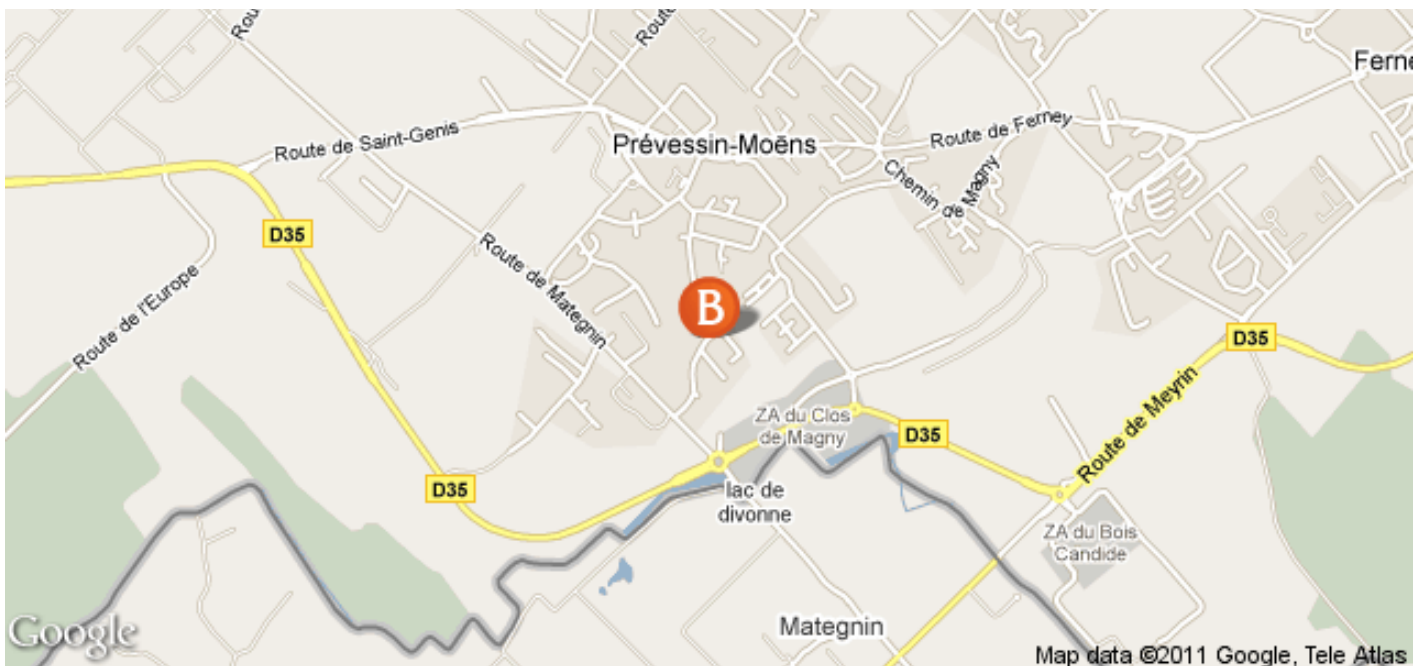 Rou
Route
Ferne
Route de Saint-Genis
Prévessin-Moëns
Route de Ferney
Chemin de Magny
D35
Route de Mategnin
Route de l'Europe
B
D35
Route de Meyrin
ZA du Clos
de Magny
D35
D35
lac de
divonne
ZA du Bois
Candide
Mategnin
Google
Map data ©2011 Google, Tele Atlas